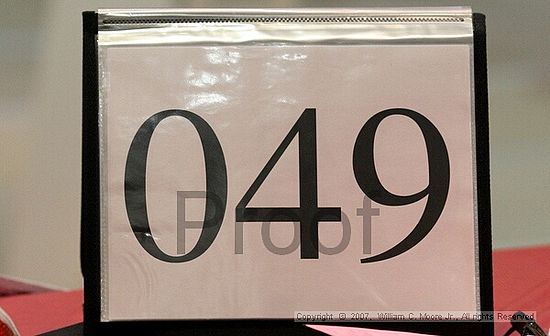 049
Proof
Copyright © 2007, William C. Moore Jr., All rights Reserved